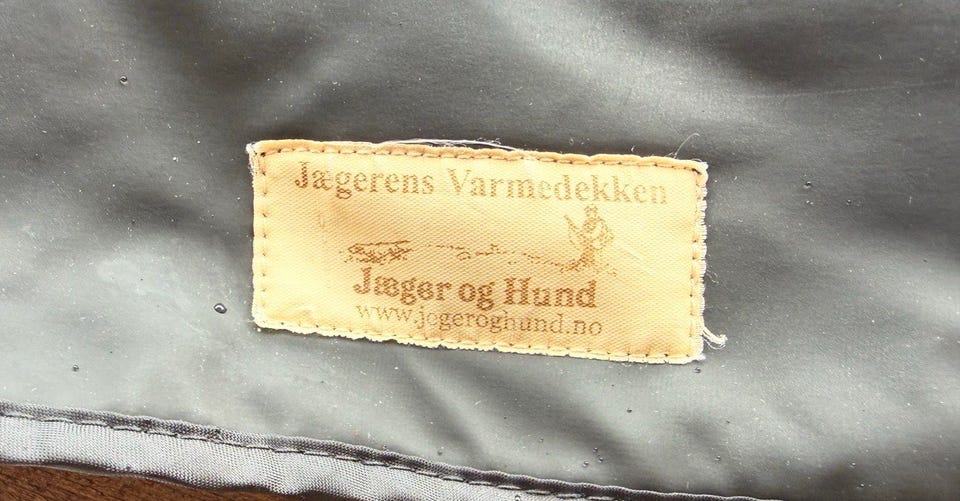 Jægerens Varmedekken
Jæger og Hund
www.jegeroghund.no